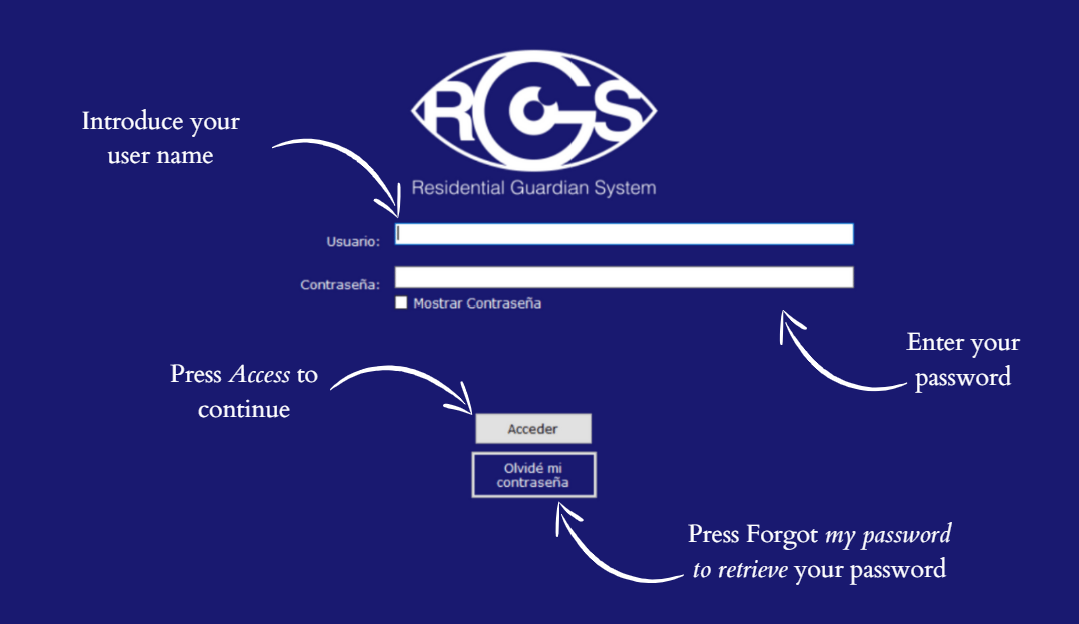 RGS
Residential Guardian System
Introduce your
user name
Usuario:
Contraseña:
Mostrar Contraseña
Enter your
password
Press Access to
continue
Acceder
Olvidé mi
contraseña
Press Forgot my password
to retrieve your password